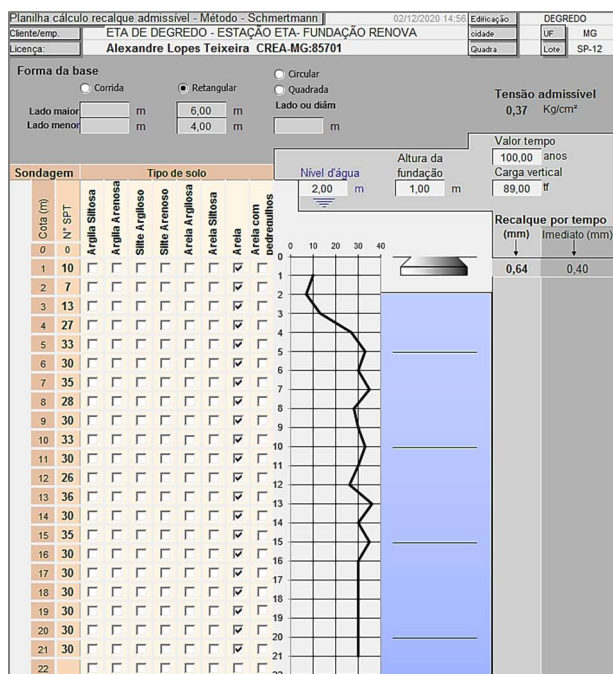 Planilha cálculo recalque admissível - Método - Schmertmann 02/12/2020 14:56 Edificação DEGREDO
Cliente/emp. ETA DE DEGREDO - ESTAÇÃO ETA- FUNDAÇÃO RENOVA cidade UF MG
Licença: Alexandre Lopes Teixeira CREA-MG:85701 Quadra Lote SP-12
Forma da base
Corrida Retangular Circular
Quadrada
Lado ou diâm
Lado maior m 6,00 m
Lado menor m 4,00 m m
Tensão admissível
0,37 Kg/cm²
Valor tempo
100,00 anos
Carga vertical
89,00 tf
Nível d'água
2,00 m
Altura da
fundação
1,00 m
Recalque por tempo
(mm) Imediato (mm)
0,64 0,40
Sondagem Tipo de solo
Cota (m) N° SPT Argila Siltosa Argila Arenosa Silte Argiloso Silte Arenoso Areia Argilosa Areia Siltosa Areia Areia com pedregulhos
0 0
1 10
2 7
3 13
4 27
5 33
6 30
7 35
8 28
9 30
10 33
11 30
12 26
13 36
14 30
15 35
16 30
17 30
18 30
19 30
20 30
21 30
22
0 10 20 30 40
0
1
2
3
4
5
6
7
8
9
10
11
12
13
14
15
16
17
18
19
20
21
22